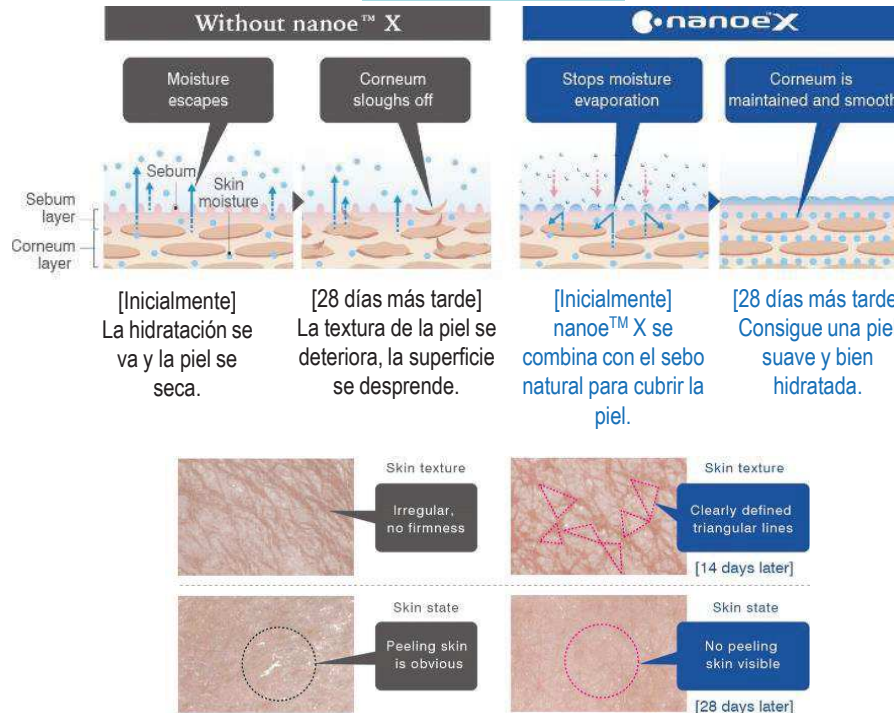 Without nanoe™ X
nanoe™X
Moisture
escapes
Corneum
sloughs off
Stops moisture
evaporation
Corneum is
maintained and smooth
Sebum
Skin
moisture
Sebum
layer
Corneum
layer
[Inicialmente]
La hidratación se
va y la piel se
seca.
[28 días más tarde]
La textura de la piel se
deteriora, la superficie
se desprende.
[Inicialmente]
nanoe™ X se
combina con el sebo
natural para cubrir la
piel.
[28 días más tarde
Consigue una pie
suave y bien
hidratada.
Skin texture
Irregular,
no firmness
Skin texture
Clearly defined
triangular lines
[14 days later]
Skin state
Peeling skin
is obvious
Skin state
No peeling
skin visible
[28 days later]